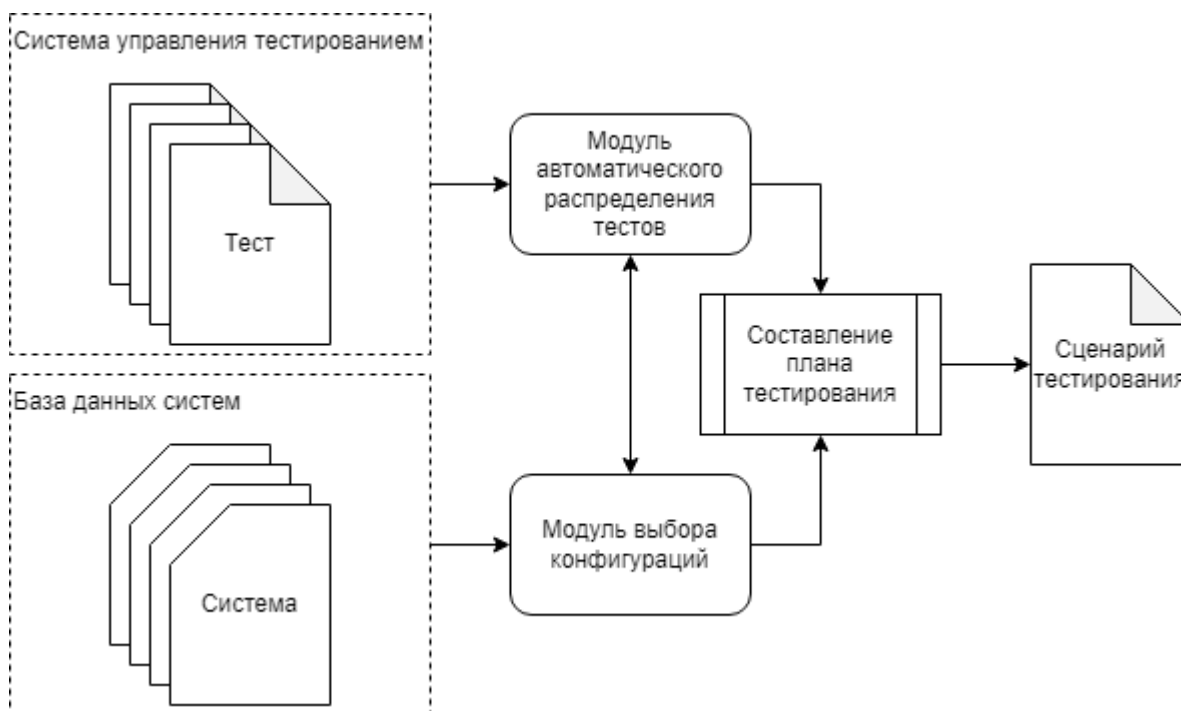 Система управления тестированием
Тест
Модуль
автоматического
распределения
тестов
Составление
плана
тестирования
Сценарий
тестирования
База данных систем
Система
Модуль выбора
конфигураций